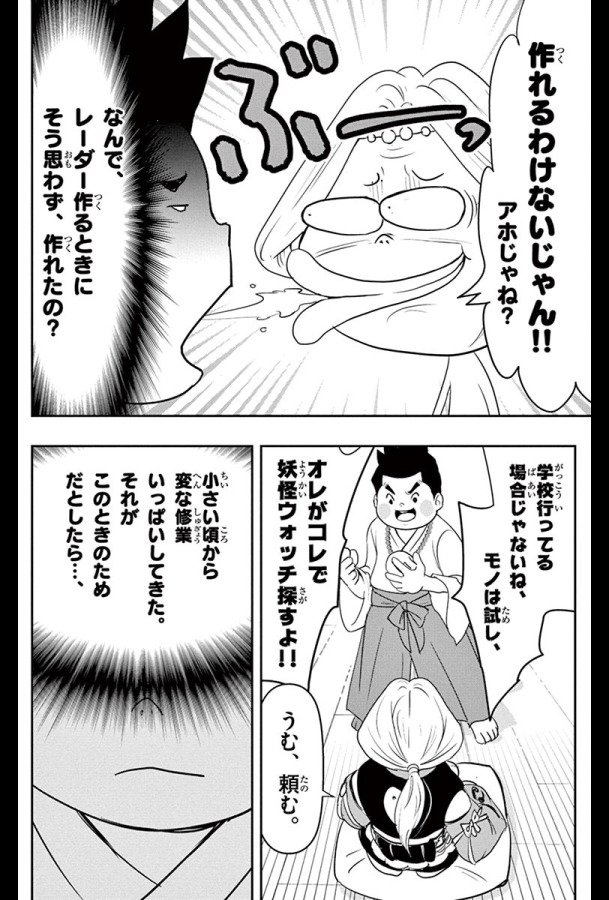 作れるわけないじゃん!!
アホじゃね?
ぶーっ
なんで、
レーダー作るときに
そう思わず、作れたの?
学校行ってる
場合じゃないね、
モノは試し、
オレがコレで
妖怪ウォッチ探すよ!!
うむ、頼む。
小さい頃から
変な修業
いっぱいしてきた。
それが
このときのため
だとしたら…、